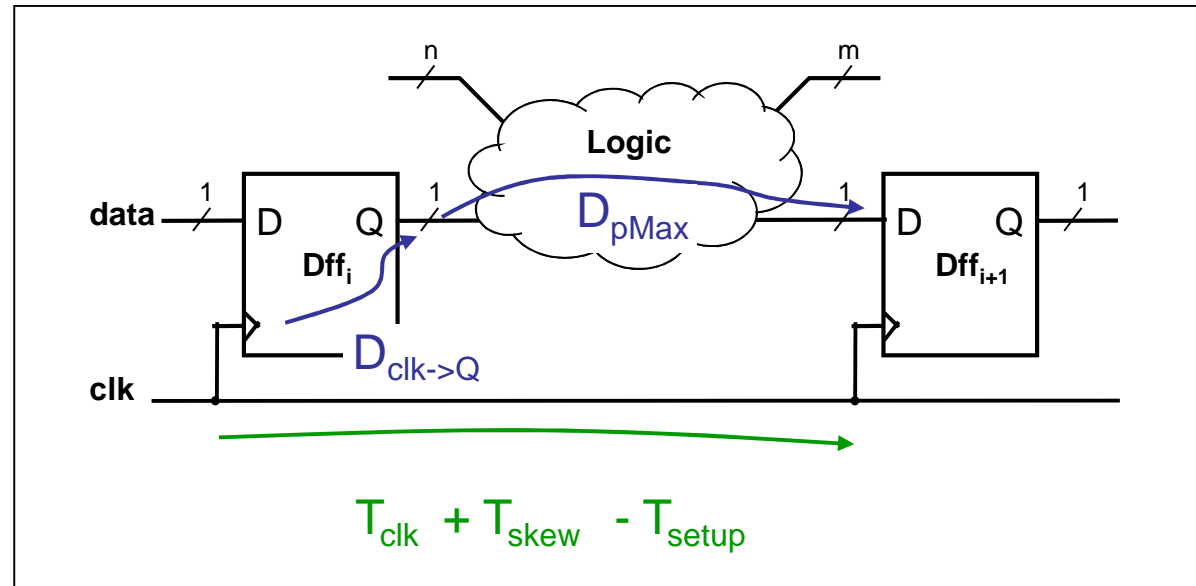 n
m
Logic
1
1
1
1
data
D
Q
D
Q
DpMax
Dffi
Dffi+1
Dclk->Q
clk
Tclk + Tskew - Tsetup